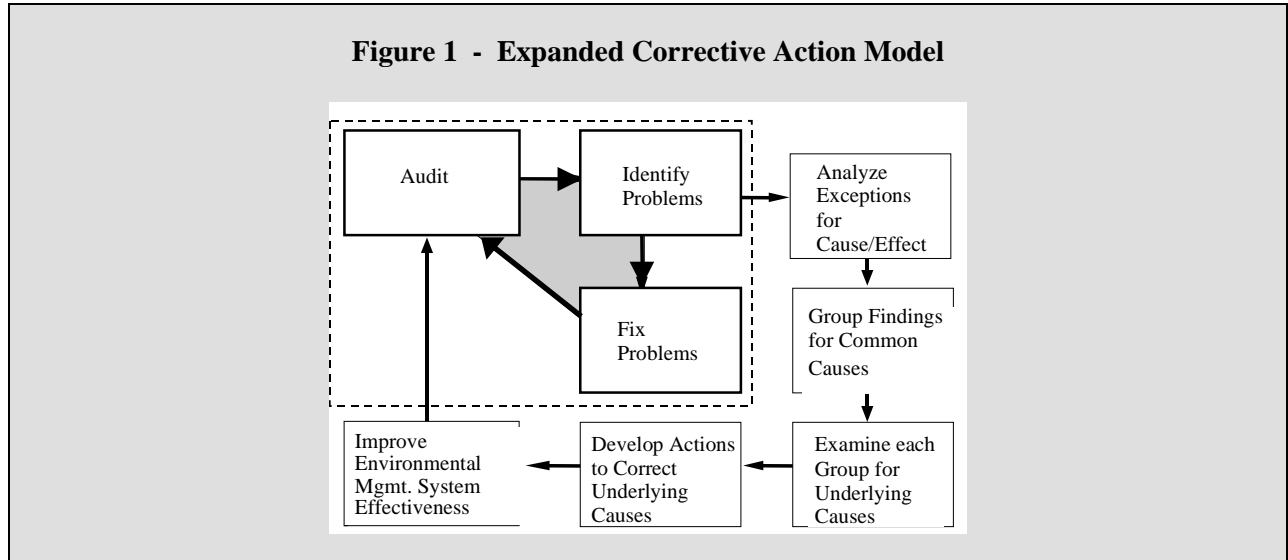 Figure 1 - Expanded Corrective Action Model
Audit
Identify
Problems
Analyze
Exceptions
for
Cause/Effect
Fix
Problems
Group Findings
for Common
Causes
Improve
Environmental
Mgmt. System
Effectiveness
Develop Actions
to Correct
Underlying
Causes
Examine each
Group for
Underlying
Causes